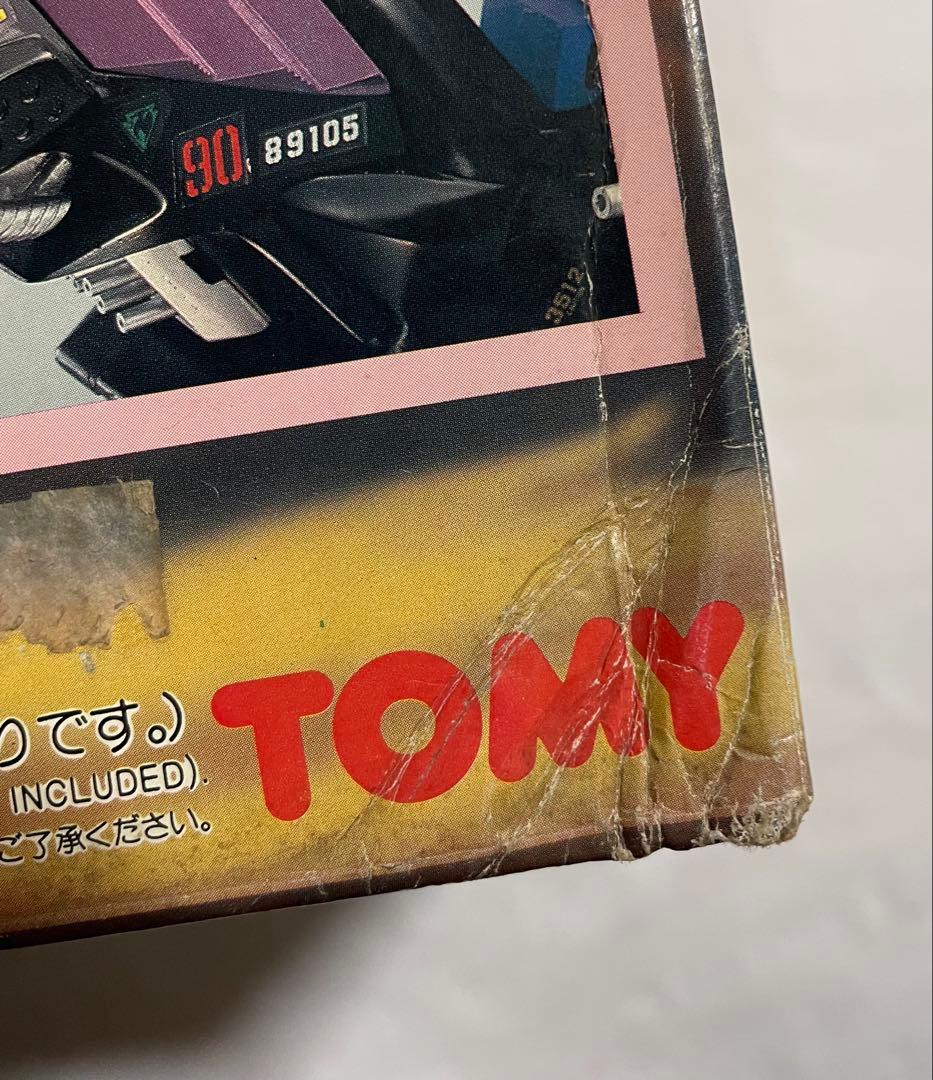 90 89105
3512
りです。)
INCLUDED).
ご了承ください。
TOMY